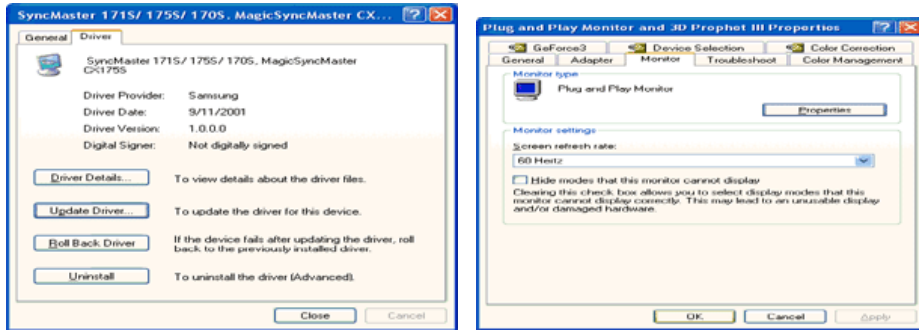 SyncMaster 171S/ 175S/ 170S, MagicSyncMaster CX...
General Driver
SyncMaster 171S/ 175S/ 170S, MagicSyncMaster
CX175S
Driver Provider: Samsung
Driver Date: 9/11/2001
Driver Version: 1.0.0.0
Digital Signer: Not digitally signed
Driver Details... To view details about the driver files.
Update Driver... To update the driver for this device.
Roll Back Driver If the device fails after updating the driver, roll
back to the previously installed driver.
Uninstall To uninstall the driver (Advanced).
Close Cancel
Plug and Play Monitor and 3D Prophet III Properties
GeForce3 Device Selection Color Correction
General Adapter Monitor Troubleshoot Color Management
Monitor type
Plug and Play Monitor
Properties
Monitor settings
Screen refresh rate:
60 Hertz
Hide modes that this monitor cannot display
Clearing this check box allows you to select display modes that this
monitor cannot display correctly. This may lead to an unusable display
and/or damaged hardware.
OK Cancel Apply